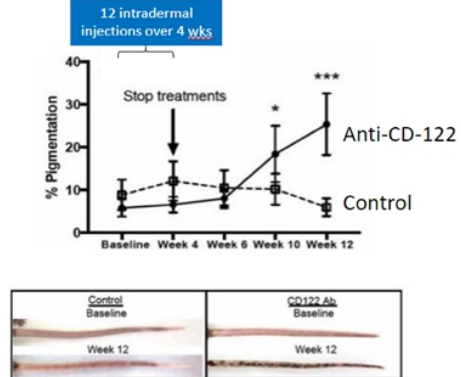 12 intradermal
injections over 4 wks
40
Stop treatments
***
*
30
Anti-CD-122
20
% Pigmentation
10
Control
0
Baseline Week 4 Week 6 Week 10 Week 12
Control
Baseline
Week 12
CD122 Ab
Baseline
Week 12